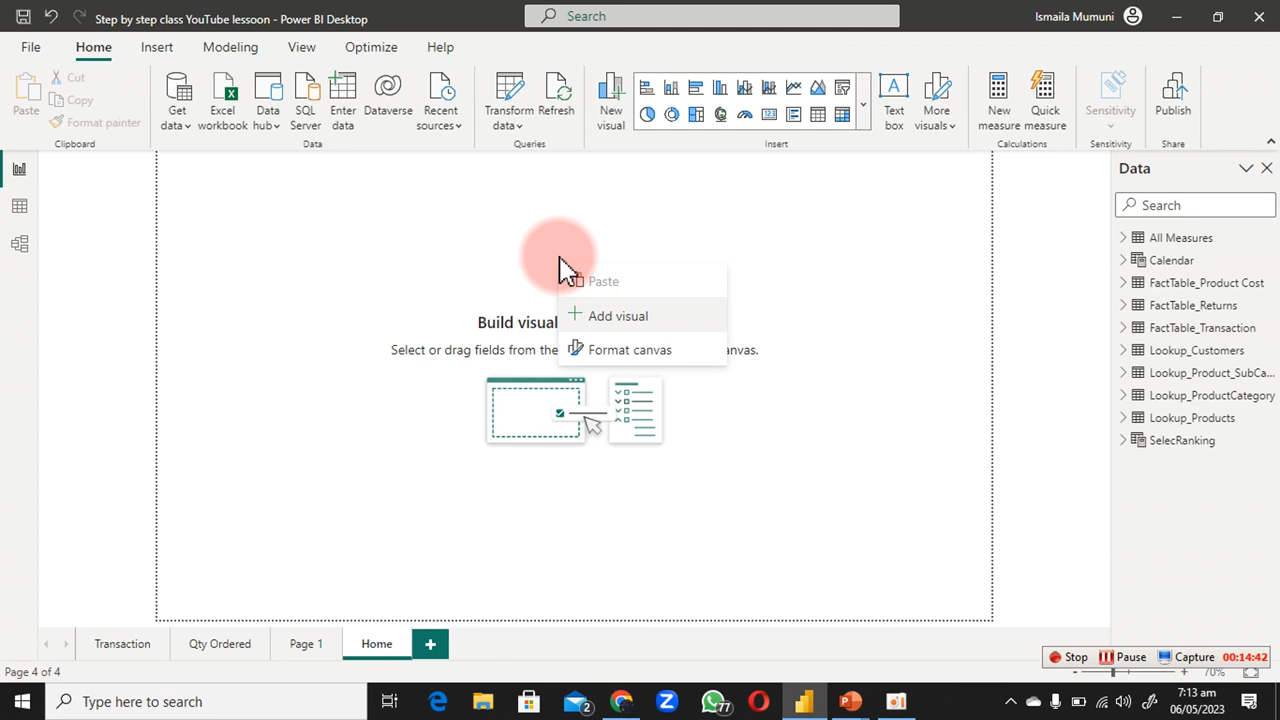 Step by step class YouTube lessoon - Power BI Desktop
Search
Ismaila Mumuni
File
Home
Insert
Modeling
View
Optimize
Help
Paste
Cut
Copy
Format painter
Clipboard
Get data
Excel workbook
Data hub
SQL Server
Enter data
Dataverse
Recent sources
Data
Transform data
Refresh
Queries
New visual
Text box
More visuals
Insert
New measure
Quick measure
Calculations
Sensitivity
Sensitivity
Publish
Share
Data
Search
All Measures
Calendar
FactTable_Product Cost
FactTable_Returns
FactTable_Transaction
Lookup_Customers
Lookup_Product_SubCa...
Lookup_ProductCategory
Lookup_Products
SelecRanking
Paste
Add visual
Format canvas
Build visual
Select or drag fields from the
anvas.
Transaction
Qty Ordered
Page 1
Home
Page 4 of 4
Stop
Pause
Capture
00:14:42
70%
Type here to search
2
77
7:13 am
06/05/2023